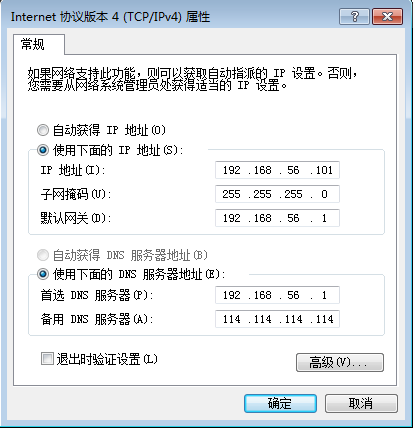 Internet 协议版本 4 (TCP/IPv4) 属性
常规
如果网络支持此功能，则可以获取自动指派的 IP 设置。否则，
您需要从网络系统管理员处获得适当的 IP 设置。
自动获得 IP 地址(O)
使用下面的 IP 地址(S):
IP 地址(I): 192 .168 . 56 .101
子网掩码(U): 255 .255 .255 . 0
默认网关(D): 192 .168 . 56 . 1
自动获得 DNS 服务器地址(B)
使用下面的 DNS 服务器地址(E):
首选 DNS 服务器(P): 192 .168 . 56 . 1
备用 DNS 服务器(A): 114 .114 .114 .114
退出时验证设置(L)
高级(V)...
确定 取消